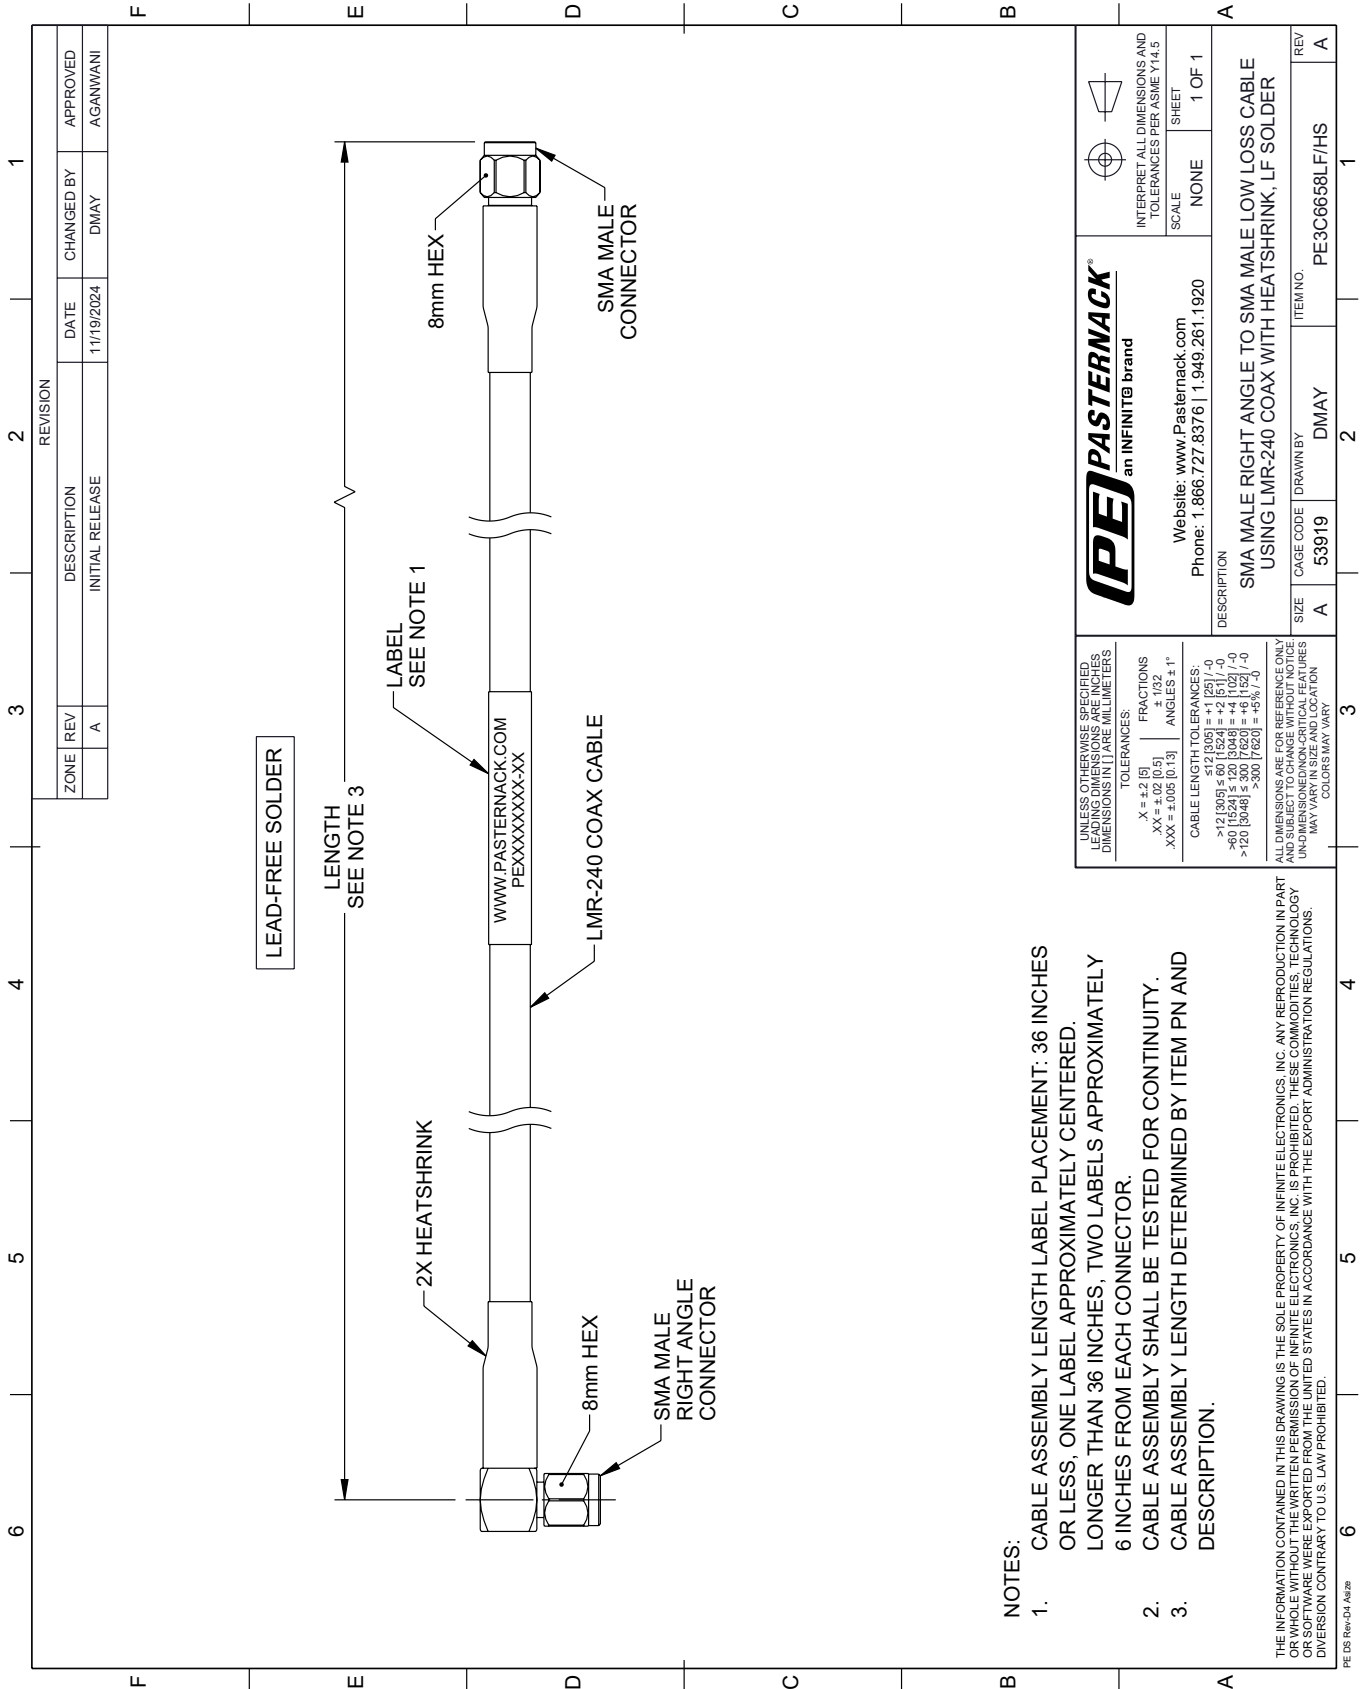 6
5
4
3
2
1
F
E
D
C
B
A
REVISION
ZONE
REV
DESCRIPTION
DATE
CHANGED BY
APPROVED
A
INITIAL RELEASE
11/19/2024
DMAY
AGANWANI
LEAD-FREE SOLDER
LENGTH
SEE NOTE 3
2X HEATSHRINK
LABEL
SEE NOTE 1
8mm HEX
WWW.PASTERNACK.COM
PEXXXXXXXX-XX
8mm HEX
SMA MALE
RIGHT ANGLE
CONNECTOR
LMR-240 COAX CABLE
SMA MALE
CONNECTOR
NOTES:
1. CABLE ASSEMBLY LENGTH LABEL PLACEMENT: 36 INCHES
OR LESS, ONE LABEL APPROXIMATELY CENTERED.
LONGER THAN 36 INCHES, TWO LABELS APPROXIMATELY
6 INCHES FROM EACH CONNECTOR.
2. CABLE ASSEMBLY SHALL BE TESTED FOR CONTINUITY.
3. CABLE ASSEMBLY LENGTH DETERMINED BY ITEM PN AND
DESCRIPTION.
THE INFORMATION CONTAINED IN THIS DRAWING IS THE SOLE PROPERTY OF INFINITE ELECTRONICS, INC. ANY REPRODUCTION IN PART
OR WHOLE WITHOUT THE WRITTEN PERMISSION OF INFINITE ELECTRONICS, INC. IS PROHIBITED. THESE COMMODITIES, TECHNOLOGY
OR SOFTWARE WERE EXPORTED FROM THE UNITED STATES IN ACCORDANCE WITH THE EXPORT ADMINISTRATION REGULATIONS.
DIVERSION CONTRARY TO U.S. LAW PROHIBITED.
UNLESS OTHERWISE SPECIFIED
LEADING DIMENSIONS ARE INCHES
DIMENSIONS IN [ ] ARE MILLIMETERS
TOLERANCES:
.X = ±.2 [5]
.XX = ±.02 [0.5]
.XXX = ±.005 [0.13]
FRACTIONS
± 1/32
ANGLES ± 1°
CABLE LENGTH TOLERANCES:
≤12 [305] = +1 [25] / -0
>12 [305] ≤ 60 [1524] = +2 [51] / -0
>60 [1524] ≤ 120 [3048] = +4 [102] / -0
>120 [3048] ≤ 300 [7620] = +6 [152] / -0
>300 [7620] = +5% / -0
ALL DIMENSIONS ARE FOR REFERENCE ONLY
AND SUBJECT TO CHANGE WITHOUT NOTICE.
UN-DIMENSIONED/NON-CRITICAL FEATURES
MAY VARY IN SIZE AND LOCATION
COLORS MAY VARY
PE PASTERNACK®
an INFINIT@ brand
Website: www.Pasternack.com
Phone: 1.866.727.8376 | 1.949.261.1920
INTERPRET ALL DIMENSIONS AND
TOLERANCES PER ASME Y14.5
SCALE
NONE
SHEET
1 OF 1
DESCRIPTION
SMA MALE RIGHT ANGLE TO SMA MALE LOW LOSS CABLE
USING LMR-240 COAX WITH HEATSHRINK, LF SOLDER
SIZE
A
CAGE CODE
53919
DRAWN BY
DMAY
ITEM NO.
PE3C6658LF/HS
REV
A
F
E
D
C
B
A
6
5
4
3
2
1
PE DS Rev-D4 Asize